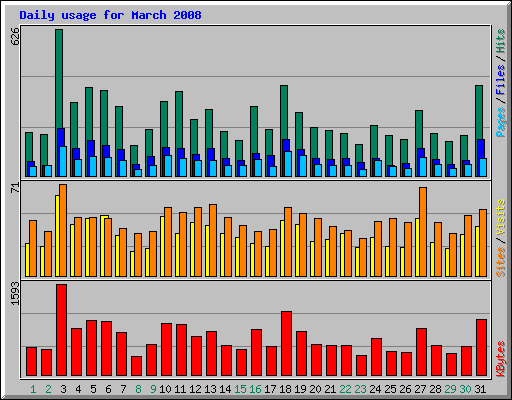 Daily usage for March 2008
626
71
1593
Pages / Files / Hits
Sites / Visits
KBytes
1 2 3 4 5 6 7 8 9 10 11 12 13 14 15 16 17 18 19 20 21 22 23 24 25 26 27 28 29 30 31